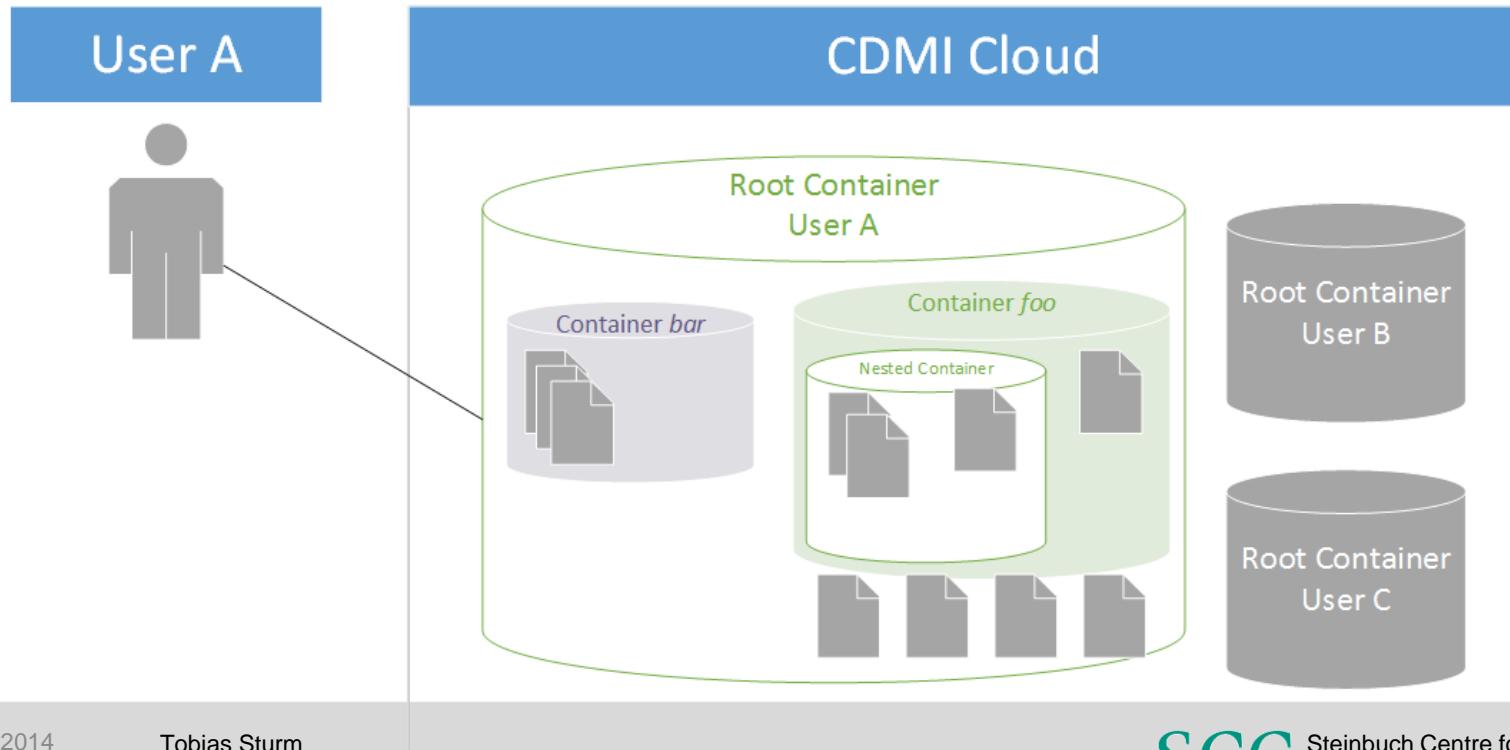 User A
CDMI Cloud
Root Container
User A
Container bar
Container foo
Nested Container
Root Container
User B
Root Container
User C
2014
Tobias Sturm
SCC
Steinbuch Centre fo